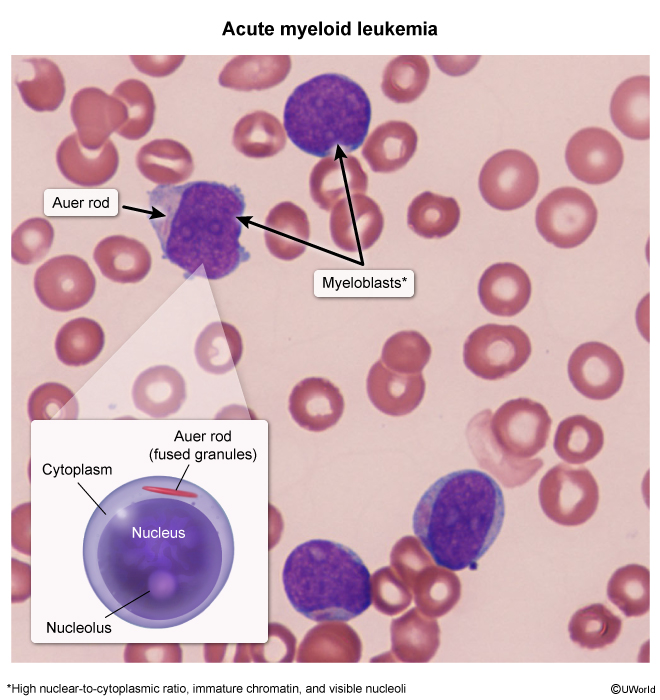 Acute myeloid leukemia
Auer rod
Myeloblasts*
Auer rod
(fused granules)
Cytoplasm
Nucleus
Nucleolus
*High nuclear-to-cytoplasmic ratio, immature chromatin, and visible nucleoli
©UWorld